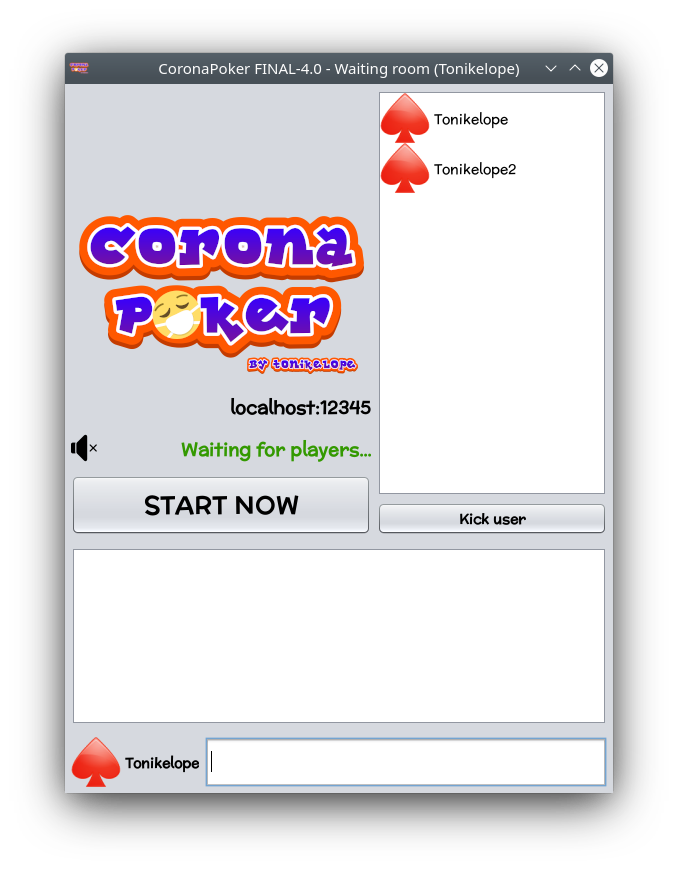 CoronaPoker FINAL-4.0 - Waiting room (Tonikelope)
Tonikelope
Tonikelope2
corona
poker
By tonikelope
localhost:12345
Waiting for players...
START NOW
Kick user
Tonikelope